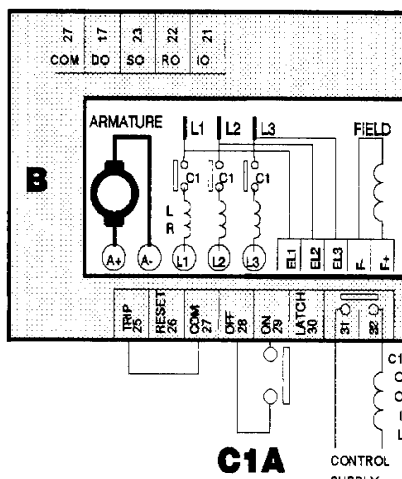 27 17 23 22 21
COM DO SO RO IO
ARMATURE L1 L2 L3 FIELD
B
C1 C1 C1
L
R
A+ A- L1 L2 L3 EL1 EL2 EL3 F- F+
TRIP RESET COM OFF ON LATCH
25 26 27 28 29 30 31 32
C1
C
O
I
L
C1A
CONTROL
SUPPLY